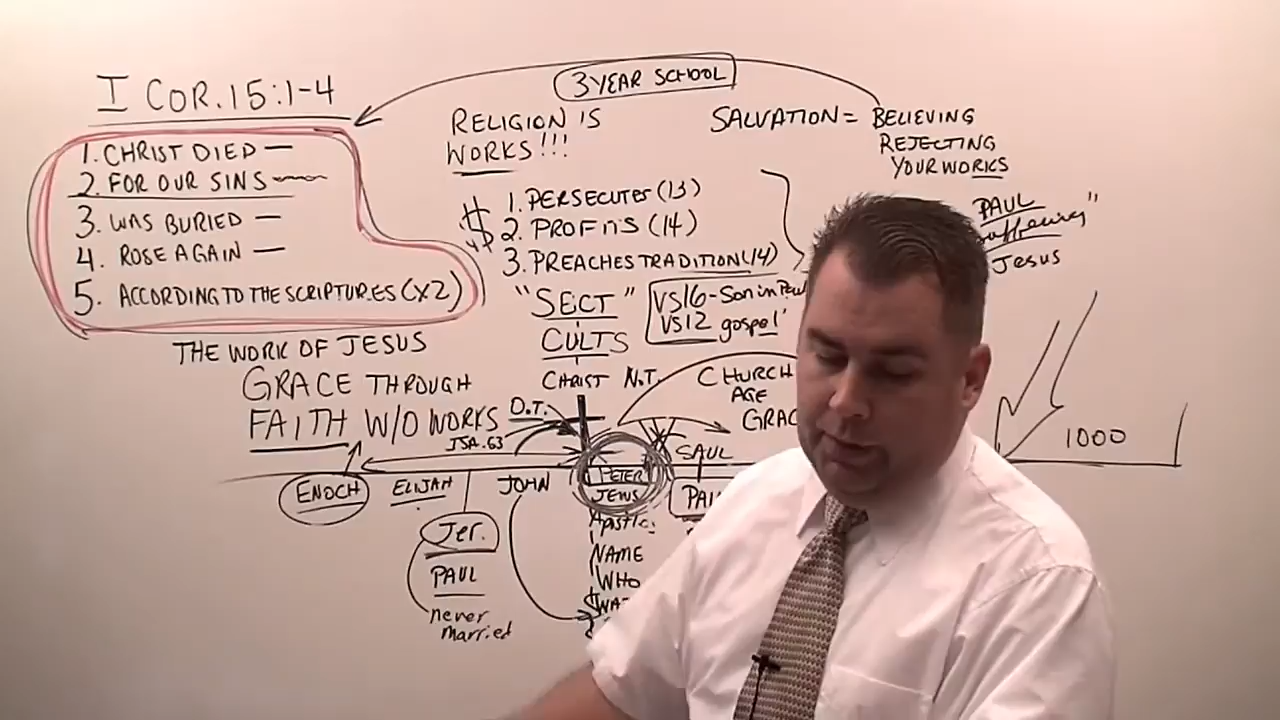 3 YEAR SCHOOL
I COR. 15:1-4
1. CHRIST DIED —
2. FOR OUR SINS
3. WAS BURIED —
4. ROSE AGAIN —
5. ACCORDING TO THE SCRIPTURES (X2)
THE WORK OF JESUS
GRACE THROUGH
FAITH W/O WORKS
RELIGION IS
WORKS!!!
SALVATION = BELIEVING
REJECTING
YOUR WORKS
$ 1. PERSECUTES (13)
$ 2. PROFITS (14)
3. PREACHES TRADITION (14)
"SECT"
CULTS
CHRIST N.T.
VS16-Son in
VS12 gospel'
PAUL
Jesus
CHURCH
AGE
O.T.
ISA. 63
ENOCH
ELIJAH
JOHN
PETER
JEWS
SAUL
1000
Jer.
PAUL
never
married
NAME
WHO